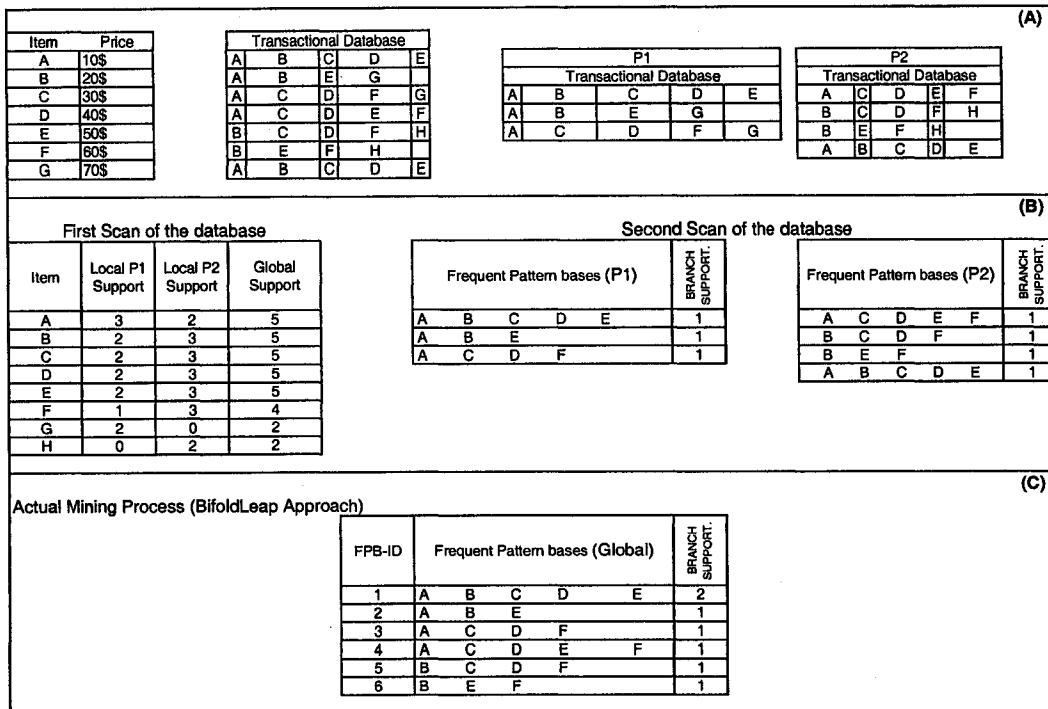 (A)
Item Price
A 10$
B 20$
C 30$
D 40$
E 50$
F 60$
G 70$
Transactional Database
A B C D E
A B E G
A C D F G
A C D E F
B C D F H
B E F H
A B C D E
P1
Transactional Database
A B C D E
A B E G
A C D F G
P2
Transactional Database
A C D E F
B C D F H
B E F H
A B C D E
(B)
First Scan of the database
Item Local P1 Support Local P2 Support Global Support
A 3 2 5
B 2 3 5
C 2 3 5
D 2 3 5
E 2 3 5
F 1 3 4
G 2 0 2
H 0 2 2
Second Scan of the database
Frequent Pattern bases (P1) BRANCH SUPPORT.
A B C D E 1
A B E 1
A C D F 1
Frequent Pattern bases (P2) BRANCH SUPPORT.
A C D E F 1
B C D F 1
B E F 1
A B C D E 1
(C)
Actual Mining Process (BifoldLeap Approach)
FPB-ID Frequent Pattern bases (Global) BRANCH SUPPORT.
1 A B C D E 2
2 A B E 1
3 A C D F 1
4 A C D E F 1
5 B C D F 1
6 B E F 1